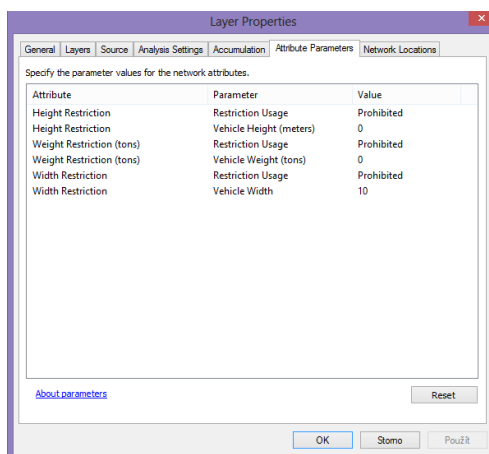 Layer Properties
General Layers Source Analysis Settings Accumulation Attribute Parameters Network Locations
Specify the parameter values for the network attributes.
Attribute Parameter Value
Height Restriction Restriction Usage Prohibited
Height Restriction Vehicle Height (meters) 0
Weight Restriction (tons) Restriction Usage Prohibited
Weight Restriction (tons) Vehicle Weight (tons) 0
Width Restriction Restriction Usage Prohibited
Width Restriction Vehicle Width 10
About parameters Reset
OK Storno Použít